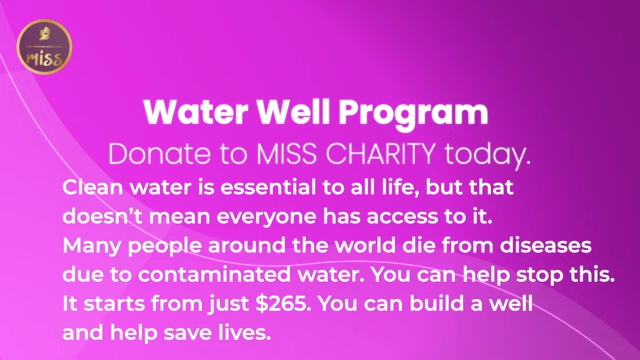 miss
Water Well Program
Donate to MISS CHARITY today.
Clean water is essential to all life, but that
doesn’t mean everyone has access to it.
Many people around the world die from diseases
due to contaminated water. You can help stop this.
It starts from just $265. You can build a well
and help save lives.